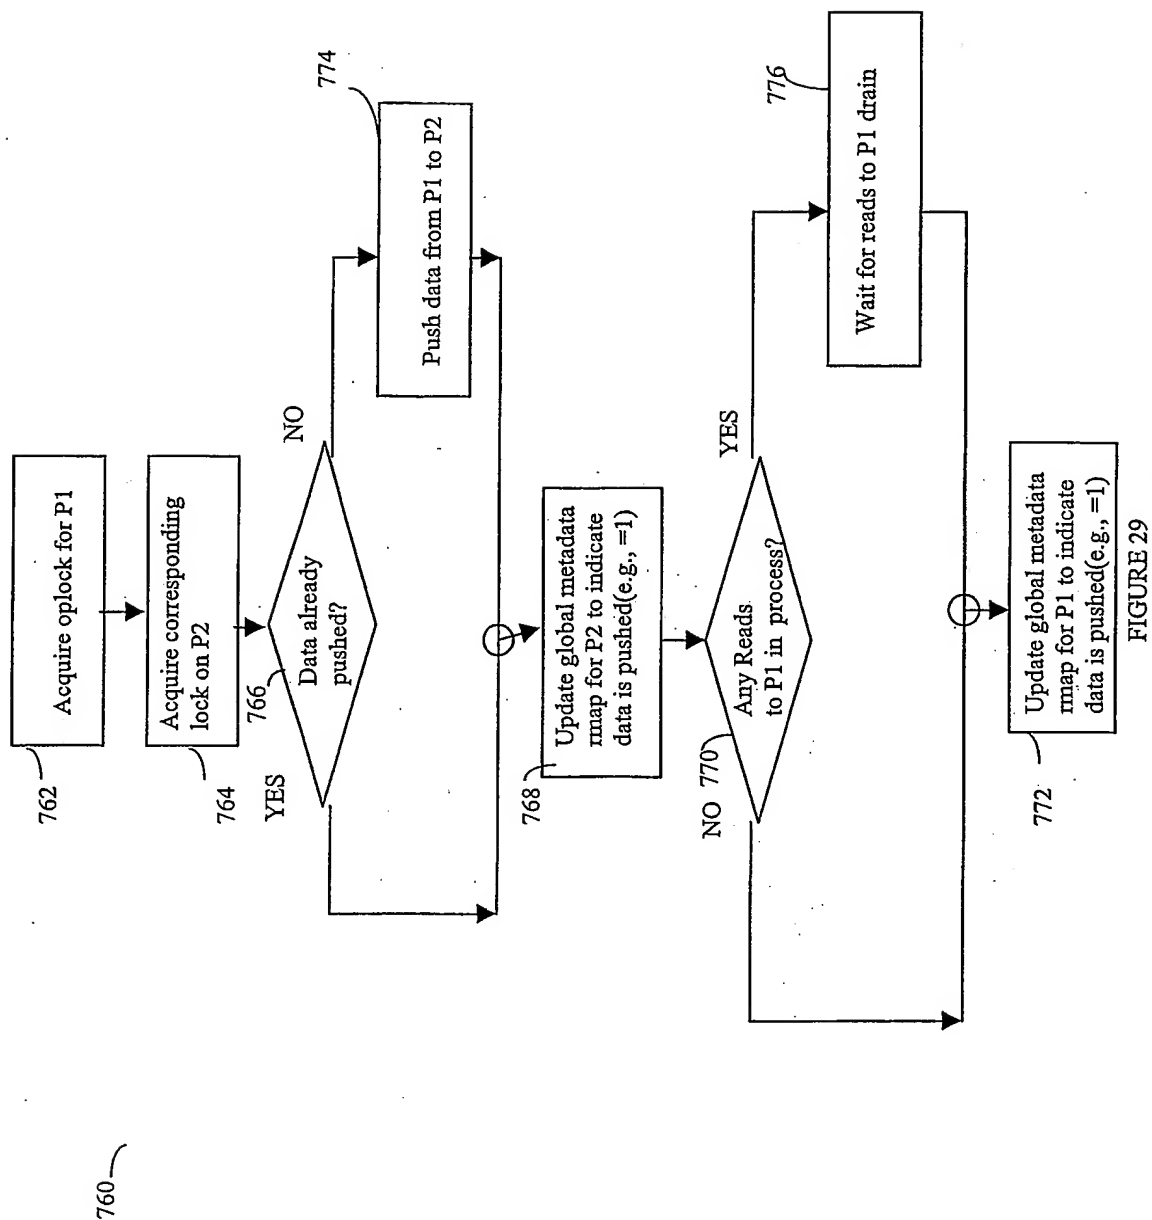 760
762
Acquire oplock for P1
764
Acquire corresponding
lock on P2
766
Data already
pushed?
YES
NO
774
Push data from P1 to P2
768
Update global metadata
rmap for P2 to indicate
data is pushed(e.g., =1)
770
Any Reads
to P1 in process?
NO
YES
776
Wait for reads to P1 drain
772
Update global metadata
rmap for P1 to indicate
data is pushed(e.g., =1)
FIGURE 29